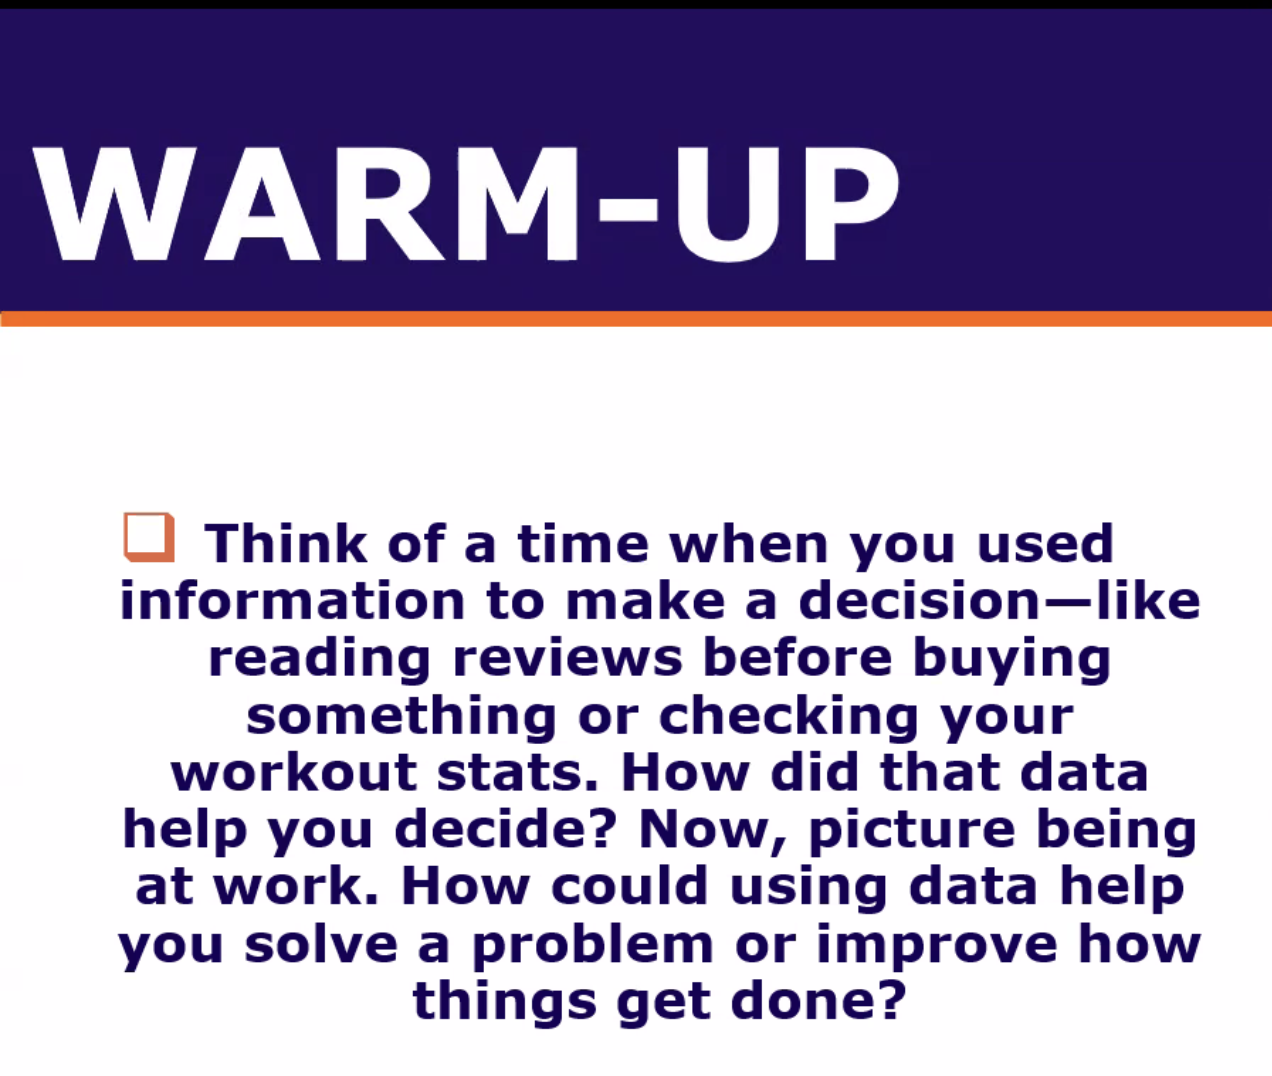 WARM-UP
Think of a time when you used
information to make a decision—like
reading reviews before buying
something or checking your
workout stats. How did that data
help you decide? Now, picture being
at work. How could using data help
you solve a problem or improve how
things get done?